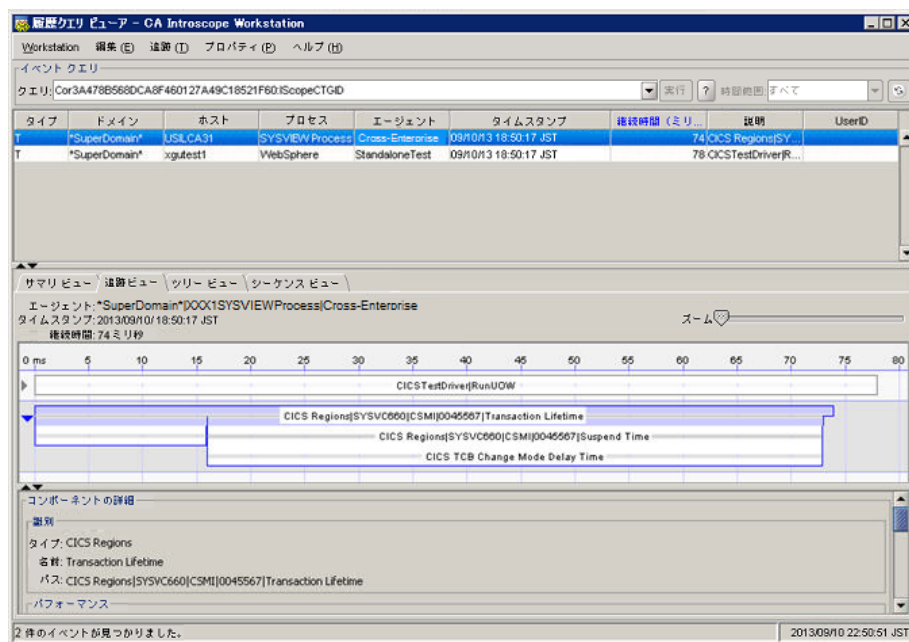 履歴クエリ ビューア - CA Introscope Workstation
Workstation 編集 (E) 追跡 (T) プロパティ (P) ヘルプ (H)
イベント クエリ
クエリ: Cor3A478B568DCA8F460127A49C18521F60:IScopeCTGID 実行 ? 時間範囲 すべて
タイプ ドメイン ホスト プロセス エージェント タイムスタンプ 継続時間 (ミリ... 説明 UserID
T *SuperDomain* USILCA31 SYSVIEW Process Cross-Enterprise 09/10/13 18:50:17 JST 74 CICS Regions|SY...
T *SuperDomain* xgutest1 WebSphere StandaloneTest 09/10/13 18:50:17 JST 78 CICSTestDriver|R...
サマリ ビュー 追跡ビュー ツリー ビュー シーケンス ビュー
エージェント: *SuperDomain*|XXX1SYSVIEWProcess|Cross-Enterprise
タイムスタンプ: 2013/09/10/ 18:50:17 JST ズーム
継続時間: 74 ミリ秒
0 ms 5 10 15 20 25 30 35 40 45 50 55 60 65 70 75 80
CICSTestDriver|RunUOW
CICS Regions|SYSVC660|CSMI|0045567|Transaction Lifetime
CICS Regions|SYSVC660|CSMI|0045567|Suspend Time
CICS TCB Change Mode Delay Time
コンポーネントの詳細
識別
タイプ: CICS Regions
名前: Transaction Lifetime
パス: CICS Regions|SYSVC660|CSMI|0045567|Transaction Lifetime
パフォーマンス
2 件のイベントが見つかりました。 2013/09/10 22:50:51 JST